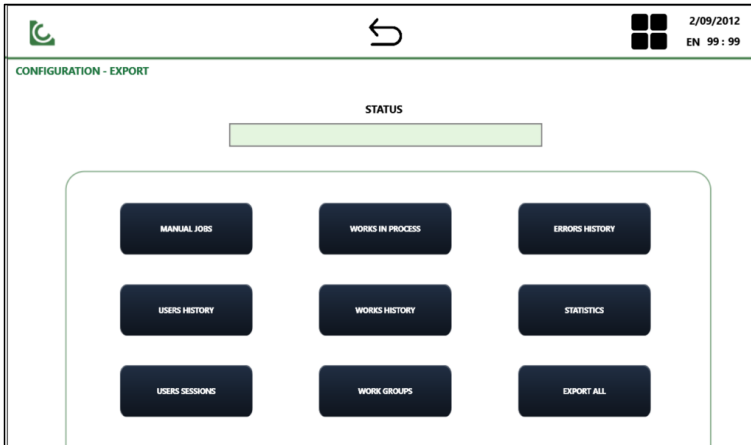 2/09/2012
EN 99 : 99
CONFIGURATION - EXPORT
STATUS
MANUAL JOBS
WORKS IN PROCESS
ERRORS HISTORY
USERS HISTORY
WORKS HISTORY
STATISTICS
USERS SESSIONS
WORK GROUPS
EXPORT ALL